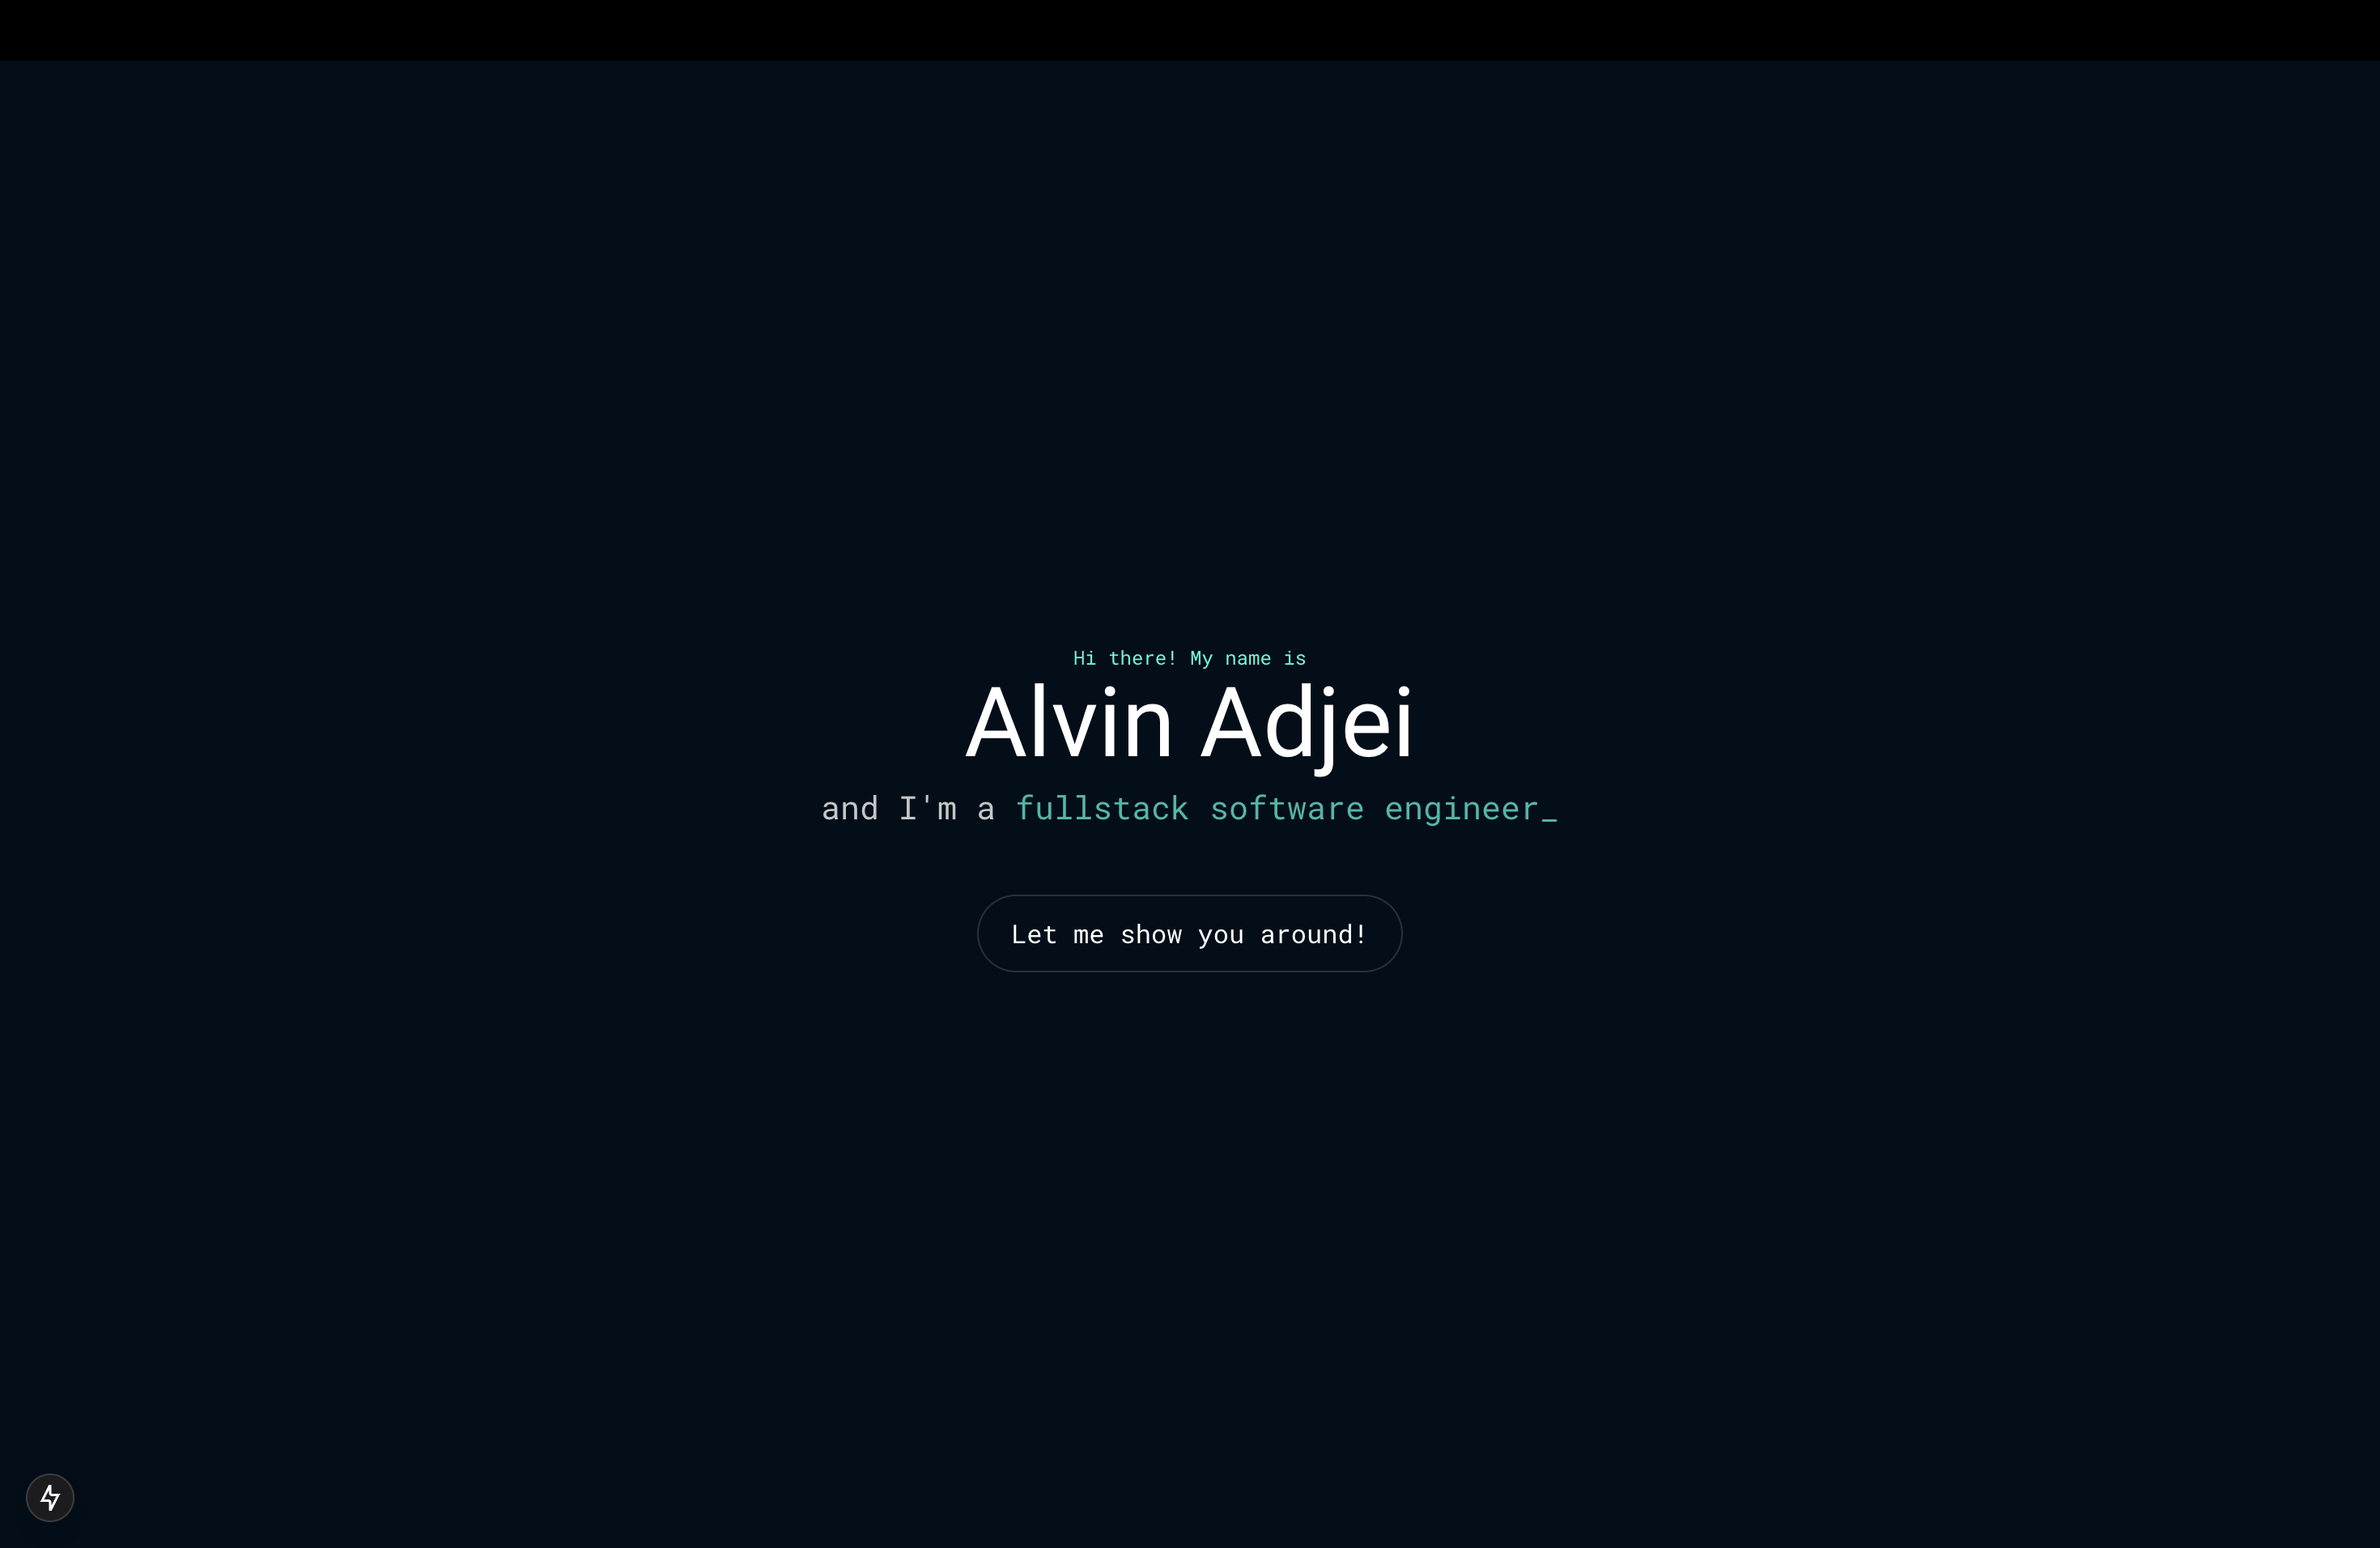 Hi there! My name is
Alvin Adjei
and I'm a fullstack software engineer_
Let me show you around!